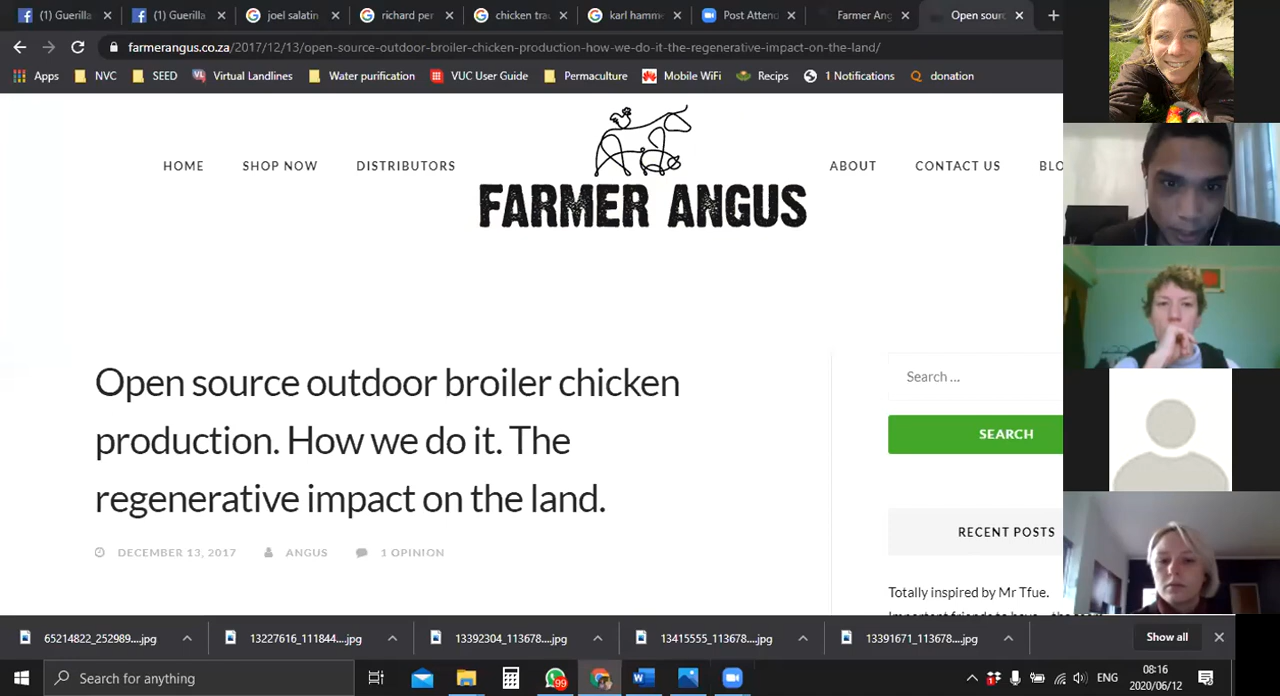 (1) Guerilla
(1) Guerilla
joel salatin
richard per
chicken trac
karl hamme
Post Attend
Farmer Ang
Open sourc
farmerangus.co.za/2017/12/13/open-source-outdoor-broiler-chicken-production-how-we-do-it-the-regenerative-impact-on-the-land/
Apps NVC SEED Virtual Landlines Water purification VUC User Guide Permaculture Mobile WiFi Recips 1 Notifications donation
HOME SHOP NOW DISTRIBUTORS
FARMER ANGUS
ABOUT CONTACT US BLO
Open source outdoor broiler chicken
production. How we do it. The
regenerative impact on the land.
DECEMBER 13, 2017 ANGUS 1 OPINION
Search …
SEARCH
RECENT POSTS
Totally inspired by Mr Tfue.
65214822_252989....jpg 13227616_111844....jpg 13392304_113678....jpg 13415555_113678....jpg 13391671_113678....jpg Show all
Search for anything
99
ENG
08:16
2020/06/12